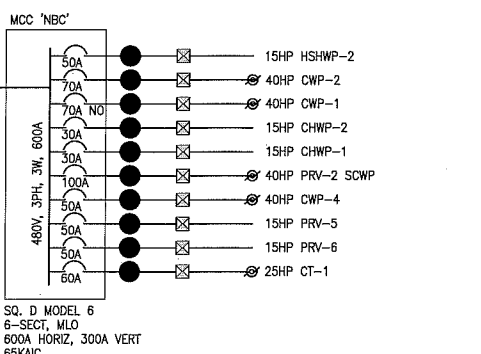 MCC 'NBC'
50A 15HP HSHWP-2
70A 40HP CWP-2
70A NO 40HP CWP-1
30A 15HP CHWP-2
30A 15HP CHWP-1
100A 40HP PRV-2 SCWP
50A 40HP CWP-4
50A 15HP PRV-5
50A 15HP PRV-6
60A 25HP CT-1
480V, 3PH, 3W, 600A
SQ. D MODEL 6
6-SECT, MLO
600A HORIZ, 300A VERT
65KAIC